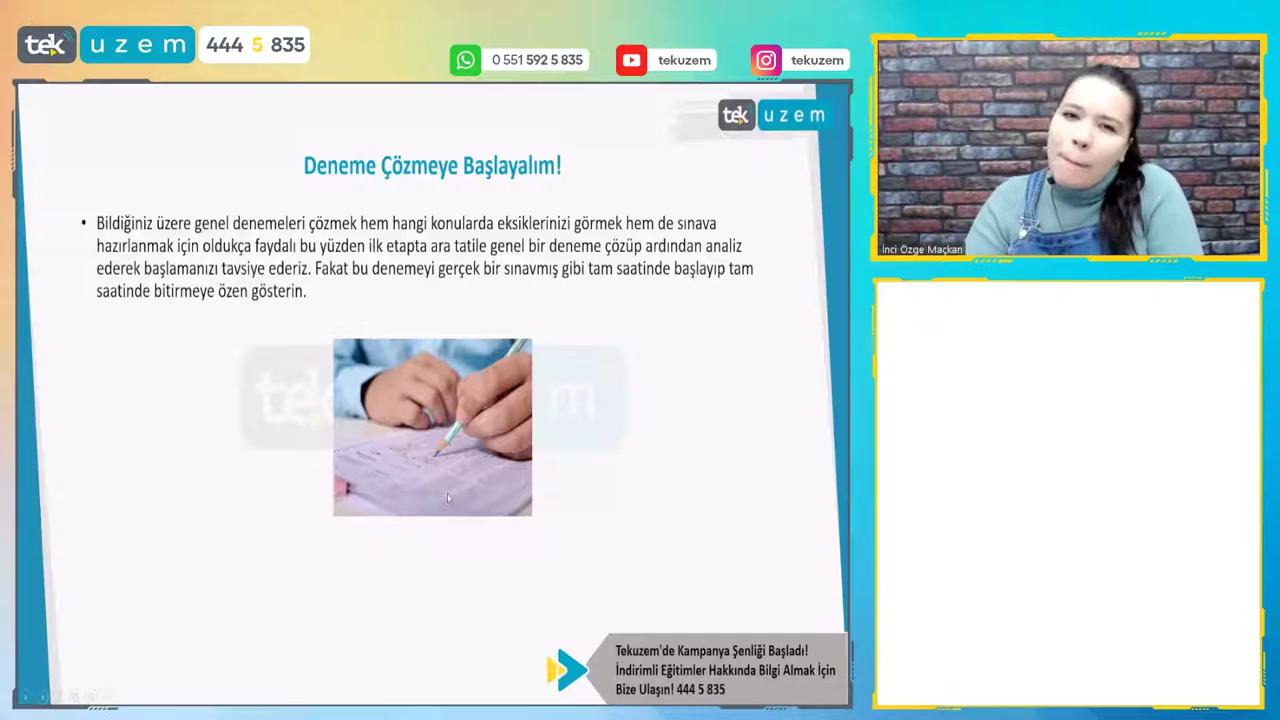 tek uzem 444 5 835
0 551 592 5 835 tekuzem tekuzem
tek uzem
Deneme Çözmeye Başlayalım!
• Bildiğiniz üzere genel denemeleri çözmek hem hangi konularda eksiklerinizi görmek hem de sınava
hazırlanmak için oldukça faydalı bu yüzden ilk etapta ara tatile genel bir deneme çözüp ardından analiz
ederek başlamanızı tavsiye ederiz. Fakat bu denemeyi gerçek bir sınavmış gibi tam saatinde başlayıp tam
saatinde bitirmeye özen gösterin.
tek m
Tekuzem'de Kampanya Şenliği Başladı!
İndirimli Eğitimler Hakkında Bilgi Almak İçin
Bize Ulaşın! 444 5 835
İnci Özge Maçkan